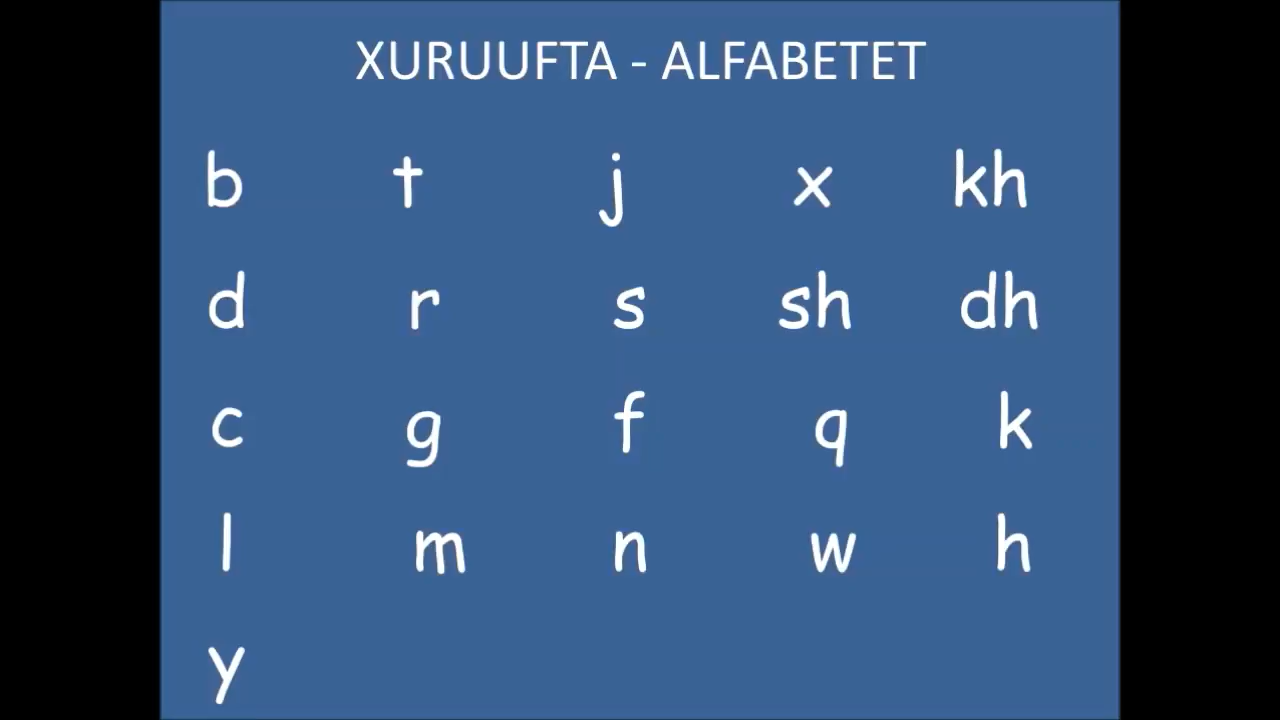 XURUUFTA - ALFABETET
b t j x kh
d r s sh dh
c g f q k
l m n w h
y